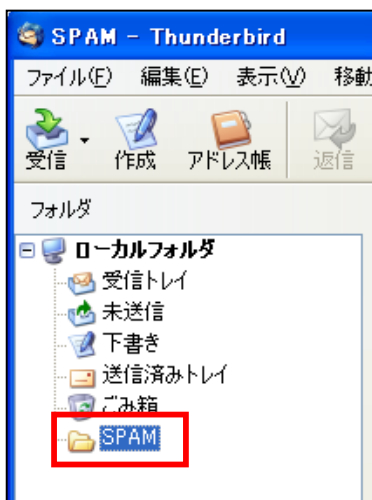 SPAM - Thunderbird
ファイル(F) 編集(E) 表示(V) 移動
受信 作成 アドレス帳 返信
フォルダ
ローカルフォルダ
受信トレイ
未送信
下書き
送信済みトレイ
ごみ箱
SPAM